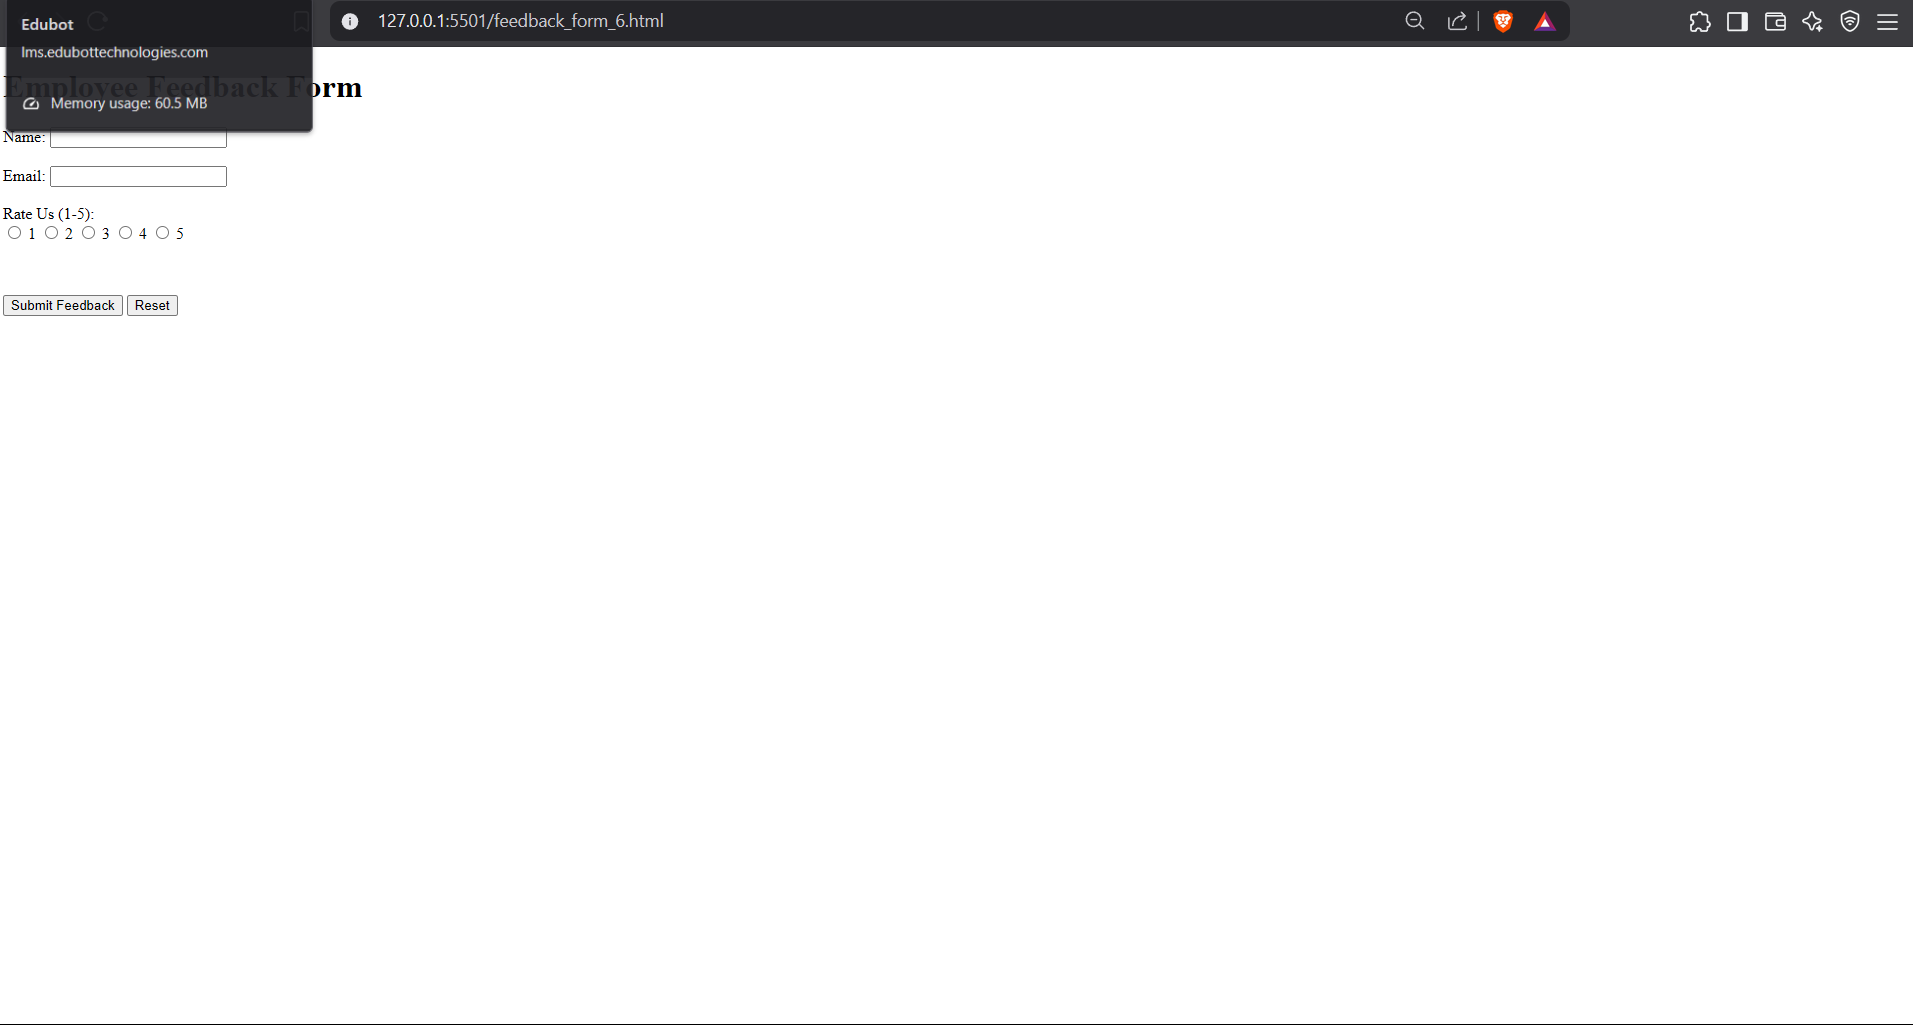 Edubot
lms.edubottechnologies.com
127.0.0.1:5501/feedback_form_6.html
Employee Feedback Form
Memory usage: 60.5 MB
Name:
Email:
Rate Us (1-5):
1 2 3 4 5
Submit Feedback Reset